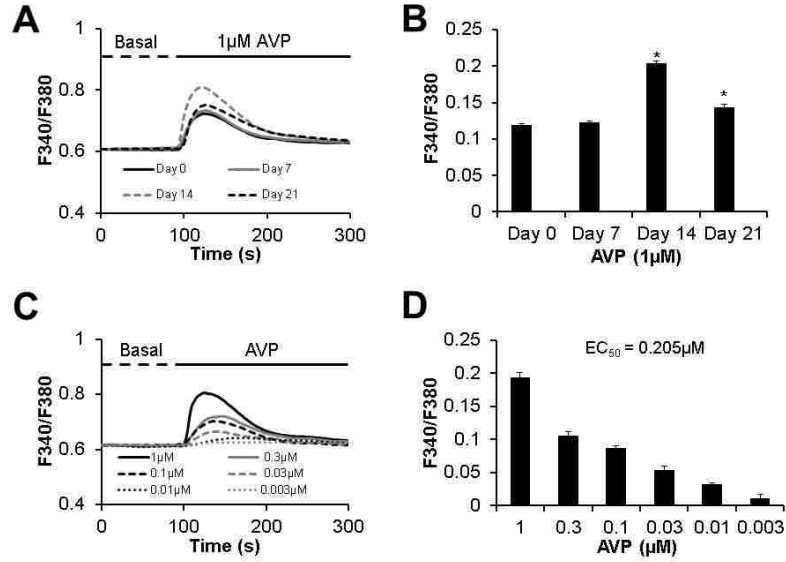 A
Basal
1µM AVP
F340/F380
1
0.8
0.6
0.4
Day 0
Day 7
Day 14
Day 21
0 100 200 300
Time (s)
B
F340/F380
0.25
0.2
0.15
0.1
0.05
0
*
*
Day 0 Day 7 Day 14 Day 21
AVP (1µM)
C
Basal
AVP
F340/F380
1
0.8
0.6
0.4
1µM
0.3µM
0.1µM
0.03µM
0.01µM
0.003µM
0 100 200 300
Time (s)
D
EC50 = 0.205µM
F340/F380
0.25
0.2
0.15
0.1
0.05
0
1 0.3 0.1 0.03 0.01 0.003
AVP (µM)